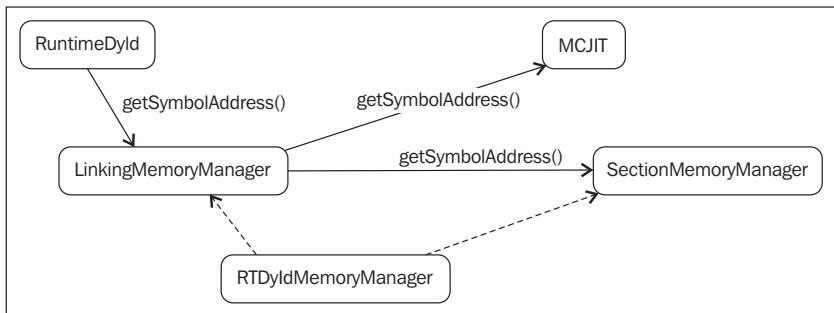 RuntimeDyld
MCJIT
getSymbolAddress()
getSymbolAddress()
getSymbolAddress()
LinkingMemoryManager
SectionMemoryManager
RTDyldMemoryManager